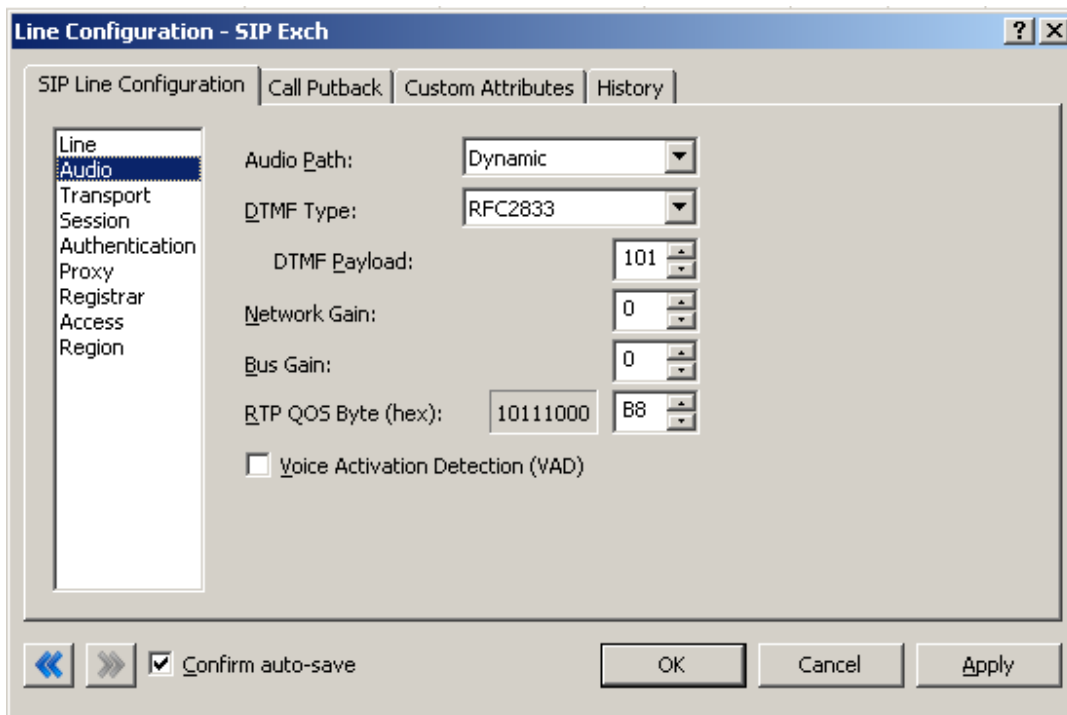 Line Configuration - SIP Exch
SIP Line Configuration Call Putback Custom Attributes History
Line
Audio
Transport
Session
Authentication
Proxy
Registrar
Access
Region
Audio Path: Dynamic
DTMF Type: RFC2833
DTMF Payload: 101
Network Gain: 0
Bus Gain: 0
RTP QOS Byte (hex): 10111000 B8
Voice Activation Detection (VAD)
Confirm auto-save OK Cancel Apply